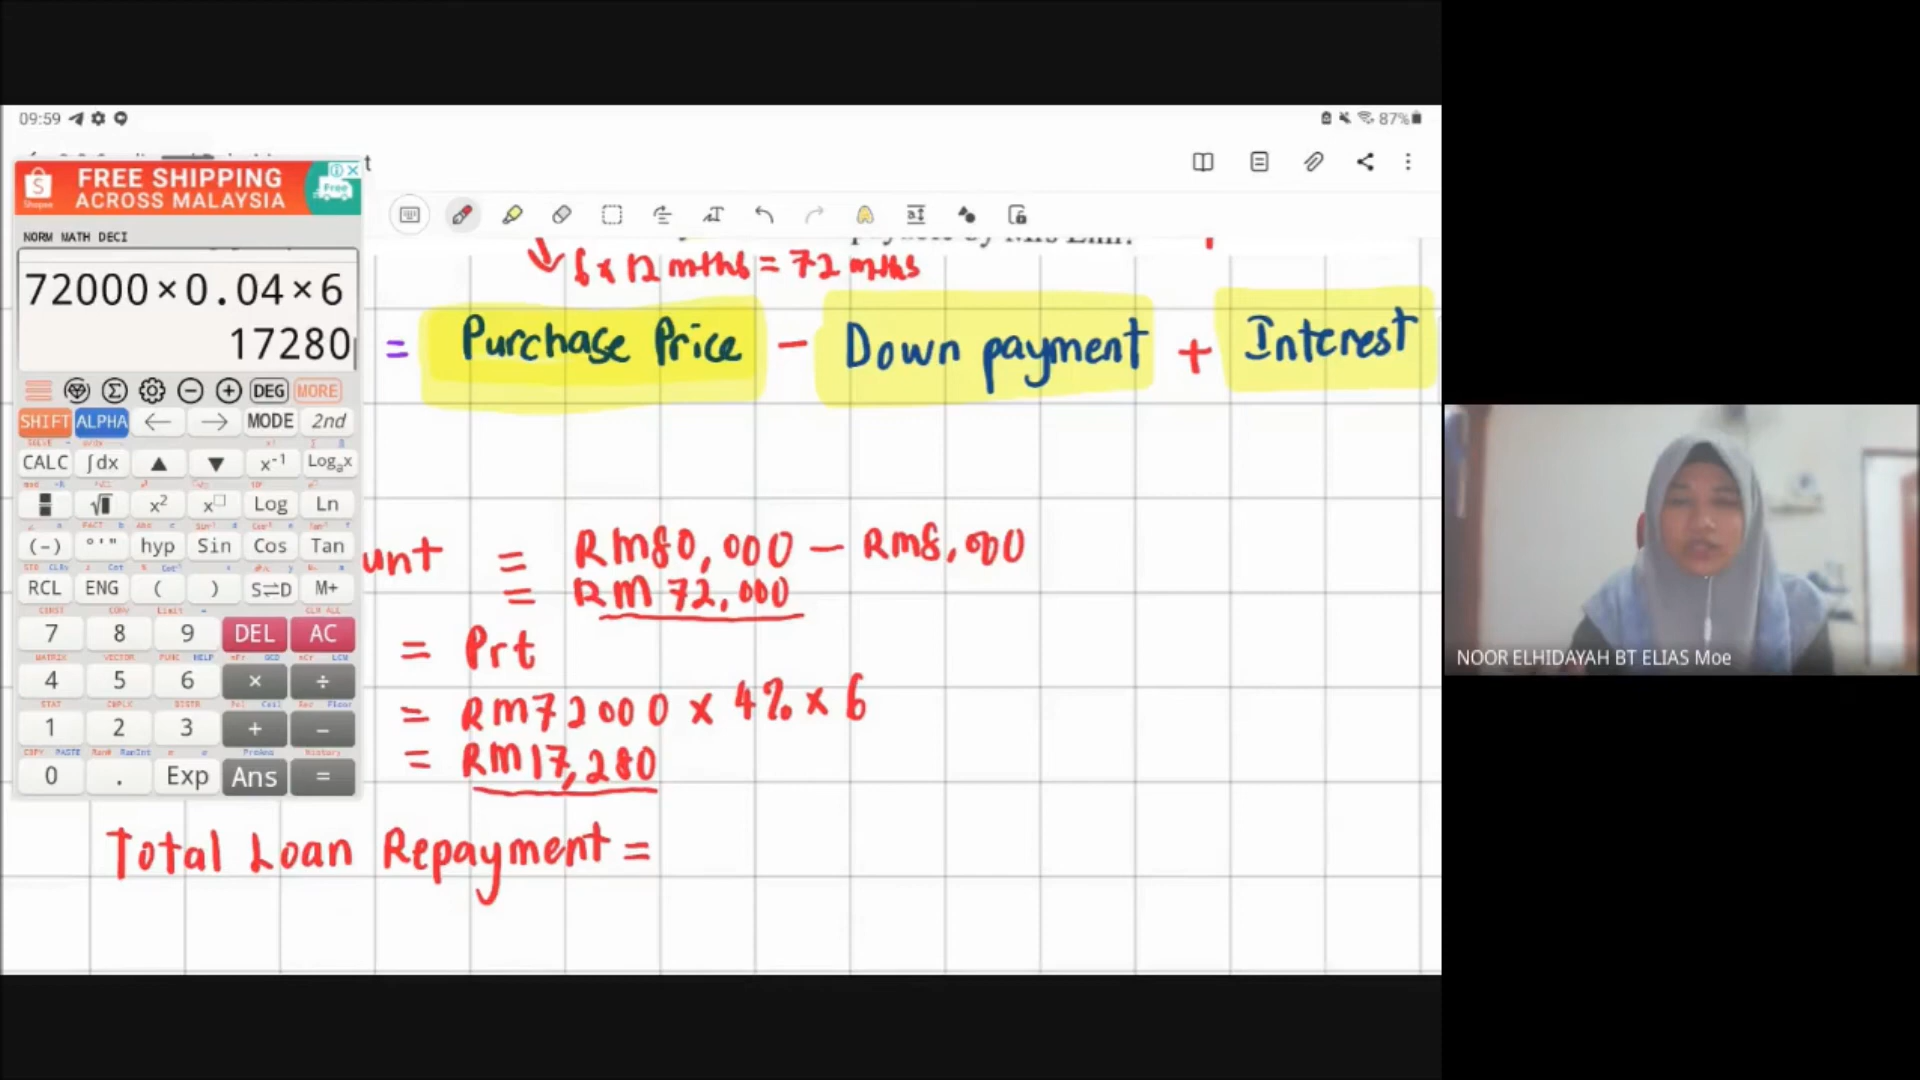 09:59 87%
t
FREE SHIPPING
ACROSS MALAYSIA
Shopee
Free
NORM MATH DECI
72000×0.04×6
17280
DEG MORE
SHIFT ALPHA ← → MODE 2nd
CALC ∫dx ▲ ▼ x⁻¹ Logₐx
√ x² x□ Log Ln
(-) °'" hyp Sin Cos Tan
RCL ENG ( ) S⇌D M+
7 8 9 DEL AC
4 5 6 × ÷
1 2 3 + −
0 . Exp Ans =
6 x 12 mths = 72 mths
= Purchase Price − Down payment + Interest
unt = RM80,000 − RM8,000
= RM 72,000
= Prt
= RM72000 x 4% x 6
= RM17,280
Total Loan Repayment =
NOOR ELHIDAYAH BT ELIAS Moe